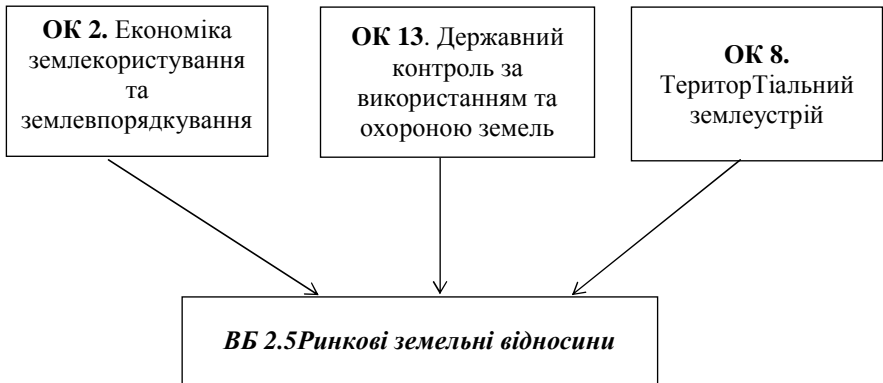 ОК 2. Економіка
землекористування
та
землевпорядкування
ОК 13. Державний
контроль за
використанням та
охороною земель
ОК 8.
ТериторТіальний
землеустрій
ВБ 2.5Ринкові земельні відносини